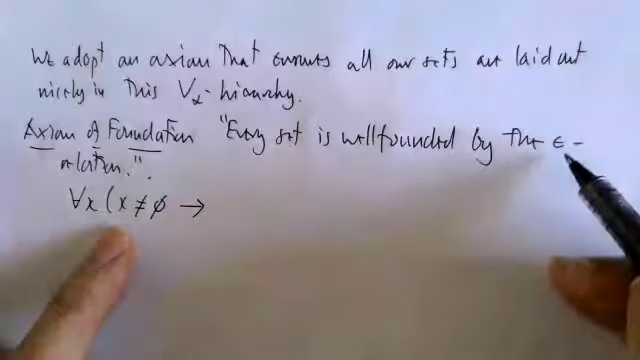 We adopt an axiom that ensures all our sets are laid out
nicely in this Vα-hierarchy.
Axiom of Foundation "Every set is wellfounded by the ∈-
relation.".
∀x (x ≠ ∅ →